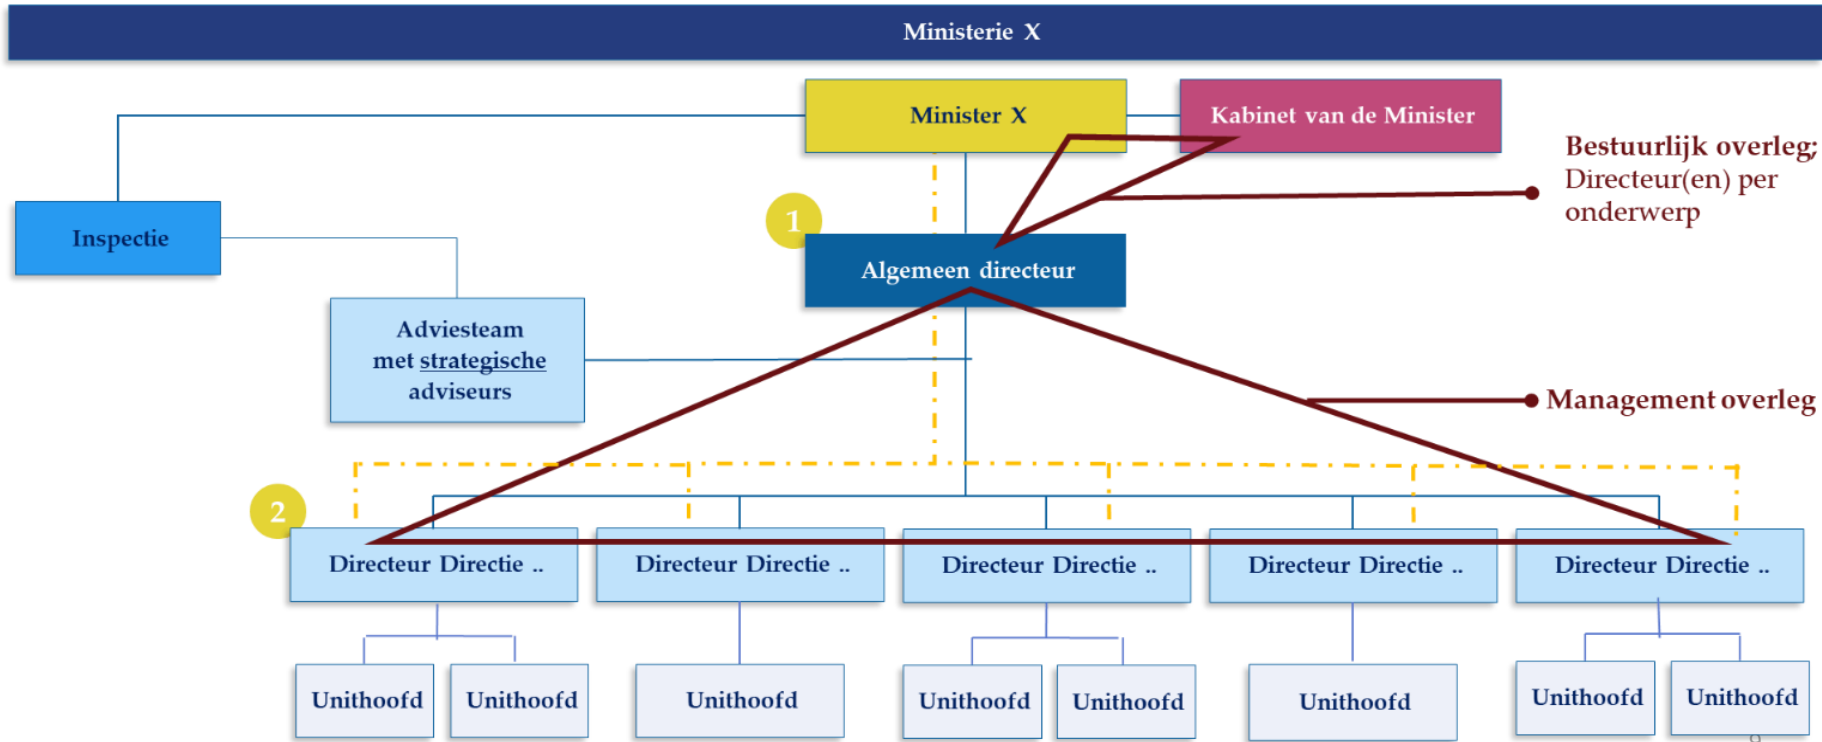 Ministerie X
Minister X
Kabinet van de Minister
Bestuurlijk overleg;
Directeur(en) per
onderwerp
1
Inspectie
Algemeen directeur
Adviesteam
met strategische
adviseurs
Management overleg
2
Directeur Directie ..
Directeur Directie ..
Directeur Directie ..
Directeur Directie ..
Directeur Directie ..
Unithoofd
Unithoofd
Unithoofd
Unithoofd
Unithoofd
Unithoofd
Unithoofd
Unithoofd